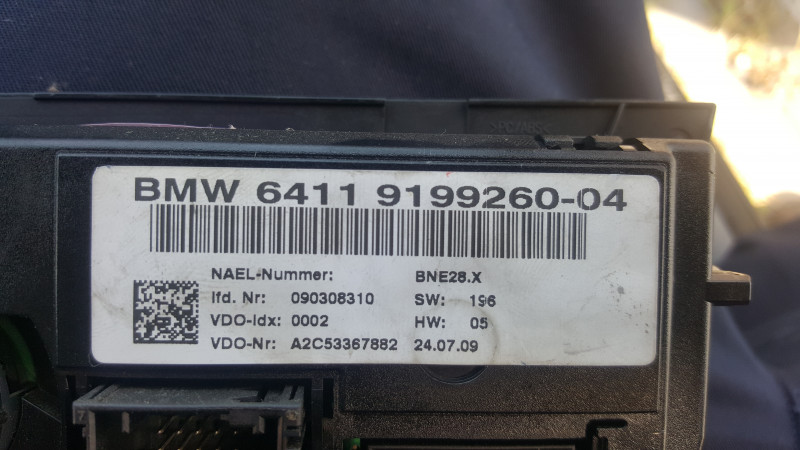 BMW 6411 9199260-04
NAEL-Nummer: BNE28.X
lfd. Nr: 090308310 SW: 196
VDO-Idx: 0002 HW: 05
VDO-Nr: A2C53367882 24.07.09